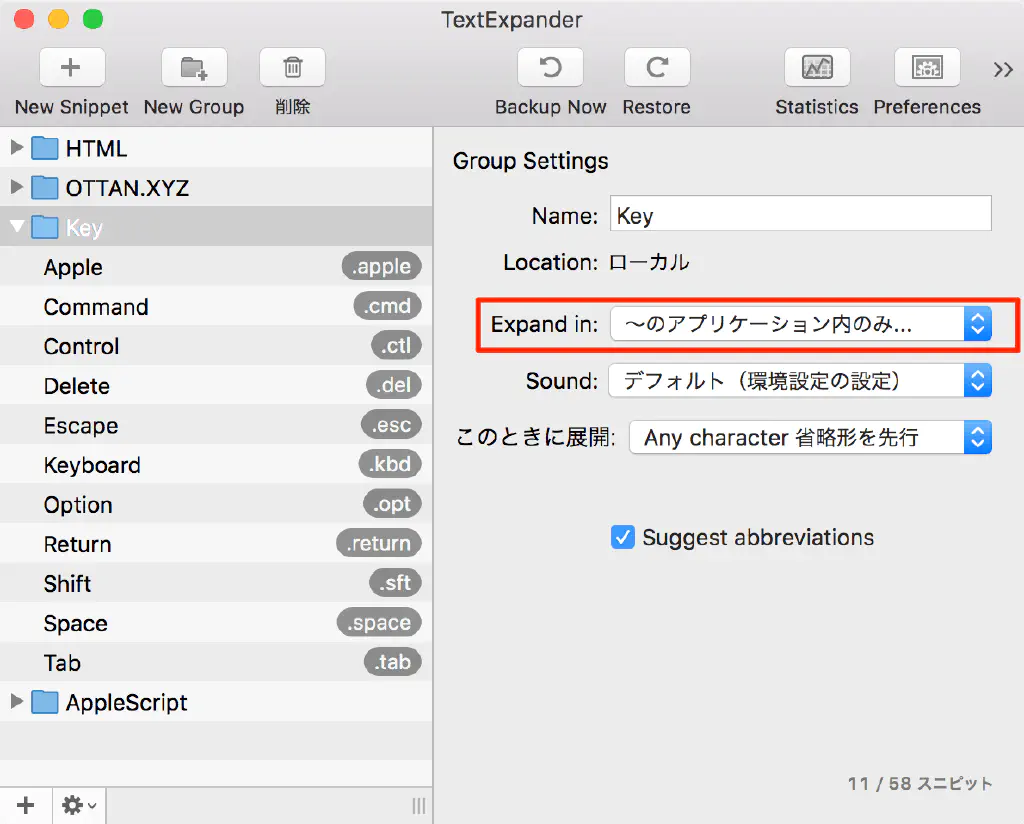 TextExpander
New Snippet New Group 削除 Backup Now Restore Statistics Preferences
HTML
OTTAN.XYZ
Key
Apple .apple
Command .cmd
Control .ctl
Delete .del
Escape .esc
Keyboard .kbd
Option .opt
Return .return
Shift .sft
Space .space
Tab .tab
AppleScript
Group Settings
Name: Key
Location: ローカル
Expand in: 〜のアプリケーション内のみ...
Sound: デフォルト（環境設定の設定）
このときに展開: Any character 省略形を先行
Suggest abbreviations
11 / 58 スニペット